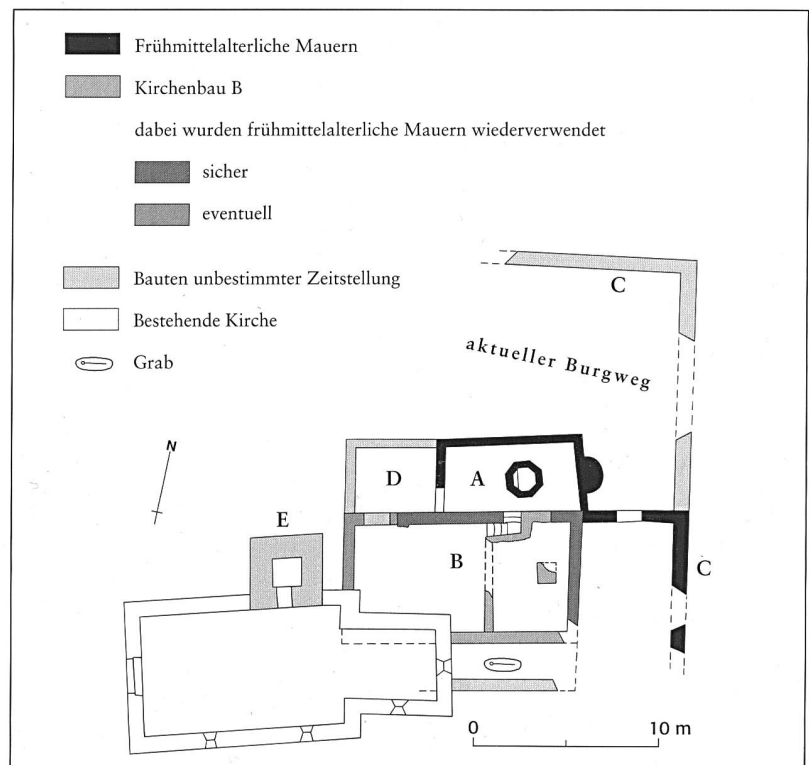 Frühmittelalterliche Mauern
Kirchenbau B
dabei wurden frühmittelalterliche Mauern wiederverwendet
sicher
eventuell
Bauten unbestimmter Zeitstellung
Bestehende Kirche
Grab
C
aktueller Burgweg
N
D
A
E
B
C
0
10 m